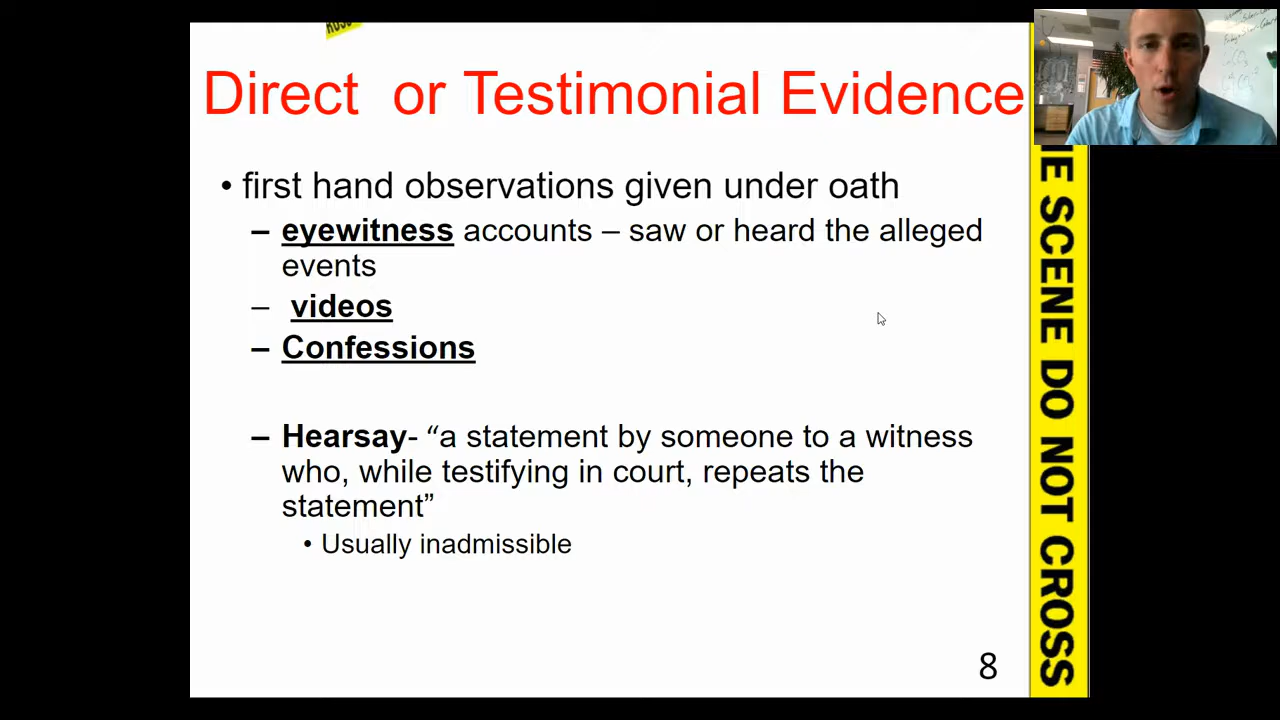 Direct or Testimonial Evidence
• first hand observations given under oath
– eyewitness accounts – saw or heard the alleged
events
– videos
– Confessions
– Hearsay- “a statement by someone to a witness
who, while testifying in court, repeats the
statement”
• Usually inadmissible
8
SCENE DO NOT CROSS